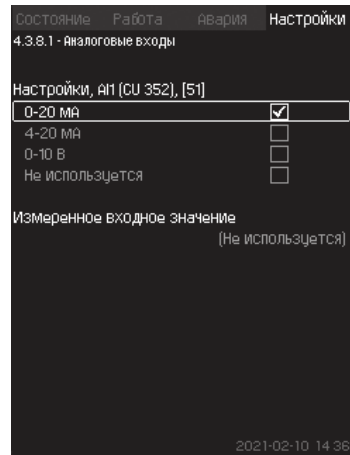 Состояние Работа Авария Настройки
4.3.8.1 - Аналоговые входы
Настройки, AI1 (CU 352), [51]
0-20 мА
4-20 мА
0-10 В
Не используется
Измеренное входное значение
(Не используется)
2021-02-10 14:36